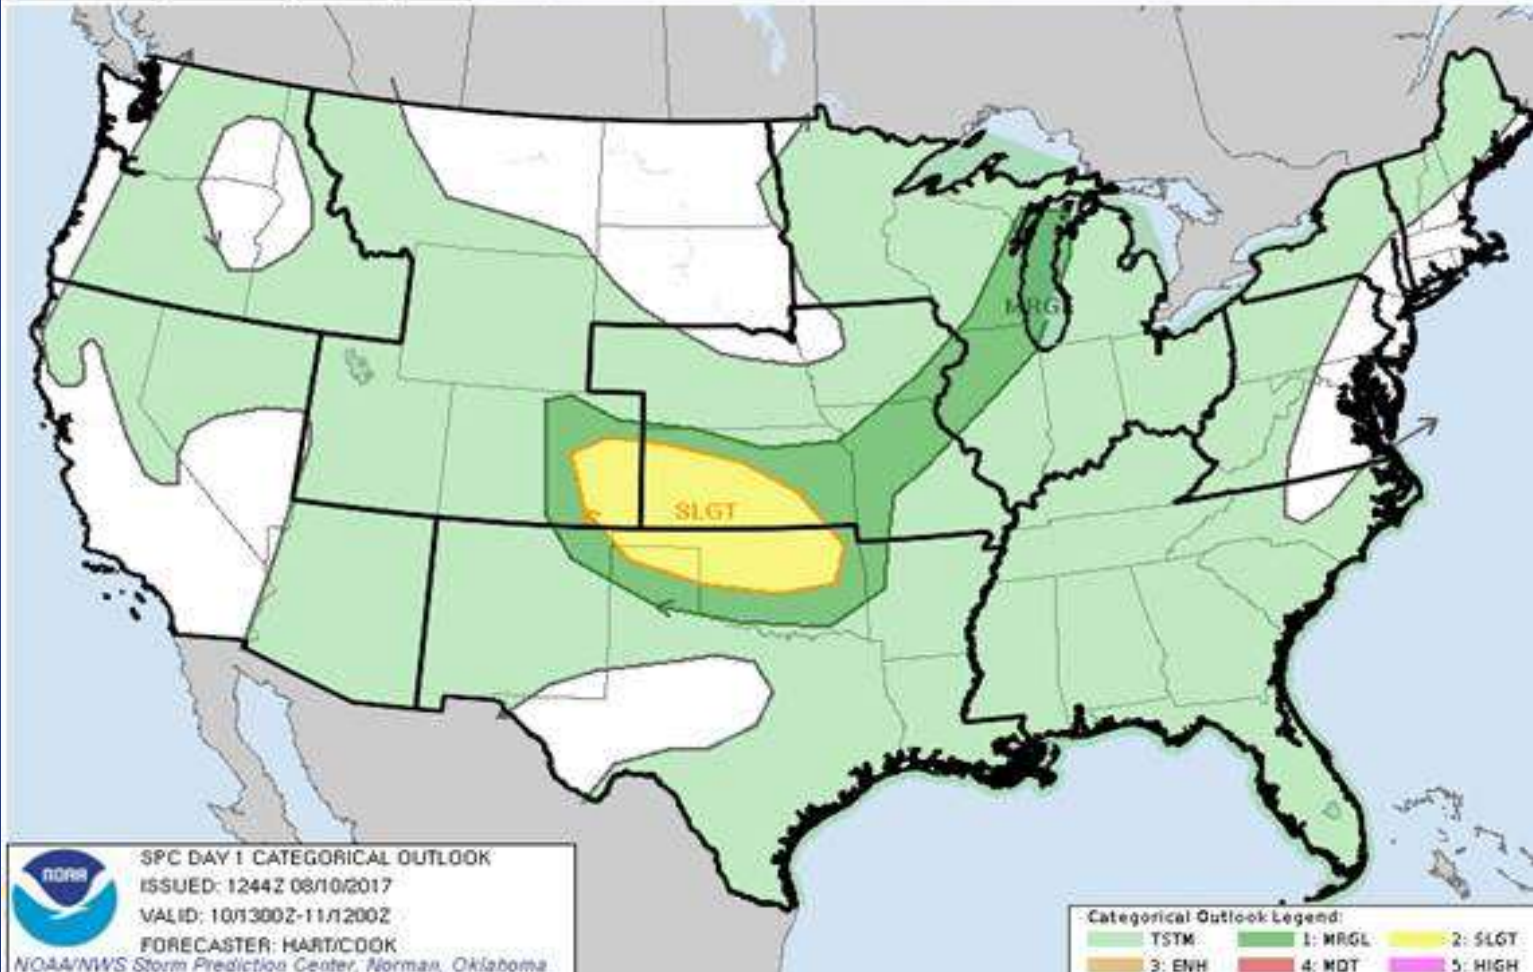 MRGL
SLGT
NOAA
SPC DAY 1 CATEGORICAL OUTLOOK
ISSUED: 1244Z 08/10/2017
VALID: 10/1300Z-11/1200Z
FORECASTER: HART/COOK
NOAA/NWS Storm Prediction Center, Norman, Oklahoma
Categorical Outlook Legend:
TSTM 1: MRGL 2: SLGT
3: ENH 4: MDT 5: HIGH